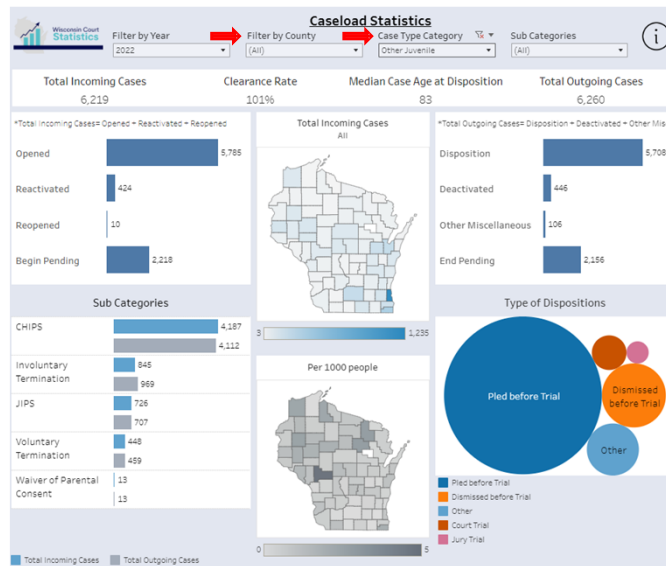 Caseload Statistics
Wisconsin Court
Statistics
Filter by Year
2022
Filter by County
(All)
Case Type Category
Other Juvenile
Sub Categories
(All)
i
Total Incoming Cases
6,219
Clearance Rate
101%
Median Case Age at Disposition
83
Total Outgoing Cases
6,260
*Total Incoming Cases= Opened + Reactivated + Reopened
Opened
5,785
Reactivated
424
Reopened
10
Begin Pending
2,218
Total Incoming Cases
All
3
1,235
*Total Outgoing Cases= Disposition + Deactivated + Other Mis
Disposition
5,708
Deactivated
446
Other Miscellaneous
106
End Pending
2,156
Sub Categories
CHIPS
4,187
4,112
Involuntary
Termination
845
969
JIPS
726
707
Voluntary
Termination
448
459
Waiver of Parental
Consent
13
13
Total Incoming Cases
Total Outgoing Cases
Per 1000 people
0
5
Type of Dispositions
Pled before Trial
Dismissed
before Trial
Other
Pled before Trial
Dismissed before Trial
Other
Court Trial
Jury Trial